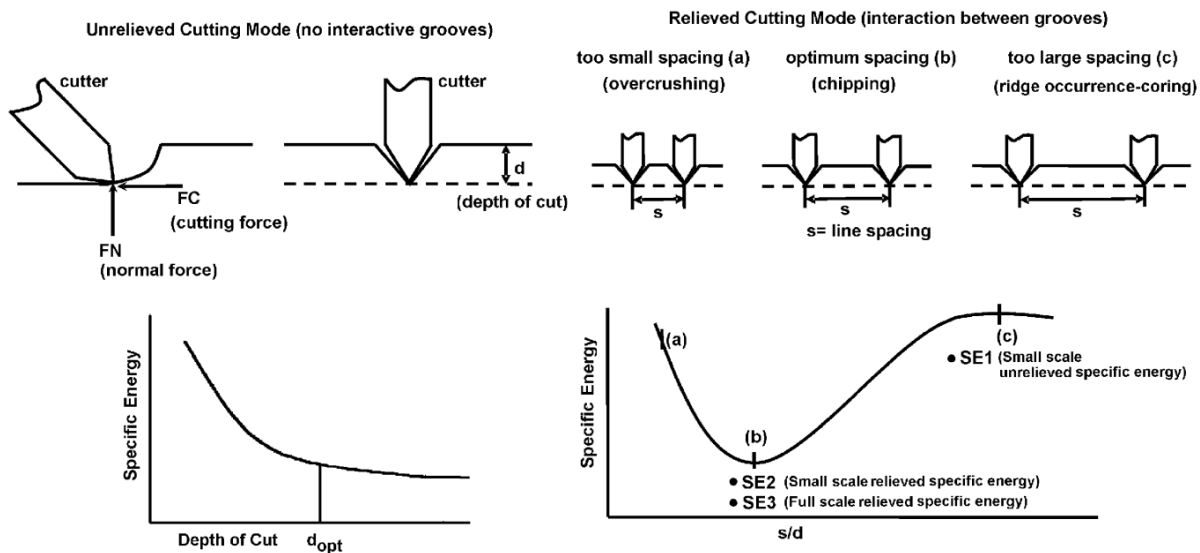 Unrelieved Cutting Mode (no interactive grooves)
cutter
cutter
d
(depth of cut)
FC
(cutting force)
FN
(normal force)
Relieved Cutting Mode (interaction between grooves)
too small spacing (a)
(overcrushing)
optimum spacing (b)
(chipping)
too large spacing (c)
(ridge occurrence-coring)
s
s
s
s= line spacing
Specific Energy
Depth of Cut
dopt
Specific Energy
(a)
(b)
(c)
SE1 (Small scale
unrelieved specific energy)
SE2 (Small scale relieved specific energy)
SE3 (Full scale relieved specific energy)
s/d